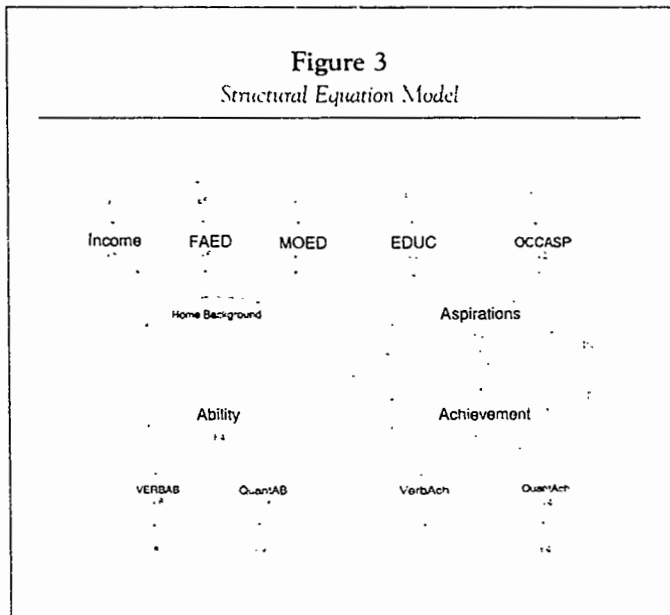 Figure 3
Structural Equation Model
Income FAED MOED EDUC OCCASP
Home Background Aspirations
Ability Achievement
VERBAB QuantAB VerbAch QuantAch